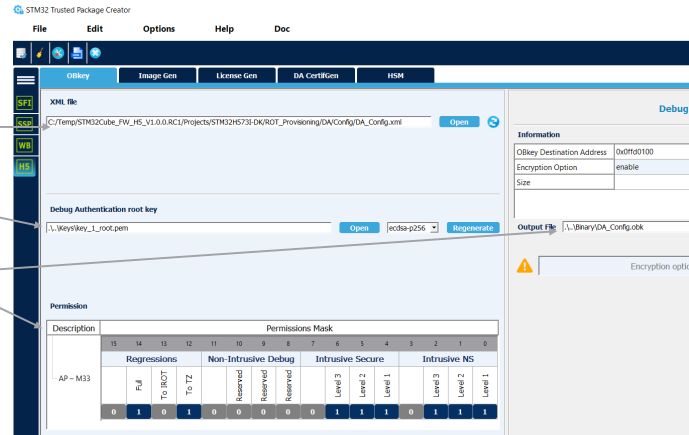 STM32 Trusted Package Creator
File Edit Options Help Doc
OBkey Image Gen License Gen DA CertifGen HSM
SFI
SSP
WB
H5
XML file
C:/Temp/STM32Cube_FW_H5_V1.0.0.RC1/Projects/STM32H573I-DK/ROT_Provisioning/DA/Config/DA_Config.xml Open
Debug Authentication root key
.\..\Keys\key_1_root.pem Open ecdsa-p256 Regenerate
Permission
Description Permissions Mask
15 14 13 12 11 10 9 8 7 6 5 4 3 2 1 0
Regressions Non-Intrusive Debug Intrusive Secure Intrusive NS
AP - M33 Full To IROT To TZ Reserved Reserved Reserved Level 3 Level 2 Level 1 Level 3 Level 2 Level 1
0 1 0 1 0 0 0 0 0 1 1 1 0 1 1 1
Debug
Information
OBkey Destination Address 0x0ffd0100
Encryption Option enable
Size
Output File .\..\Binary\DA_Config.obk
Encryption optio